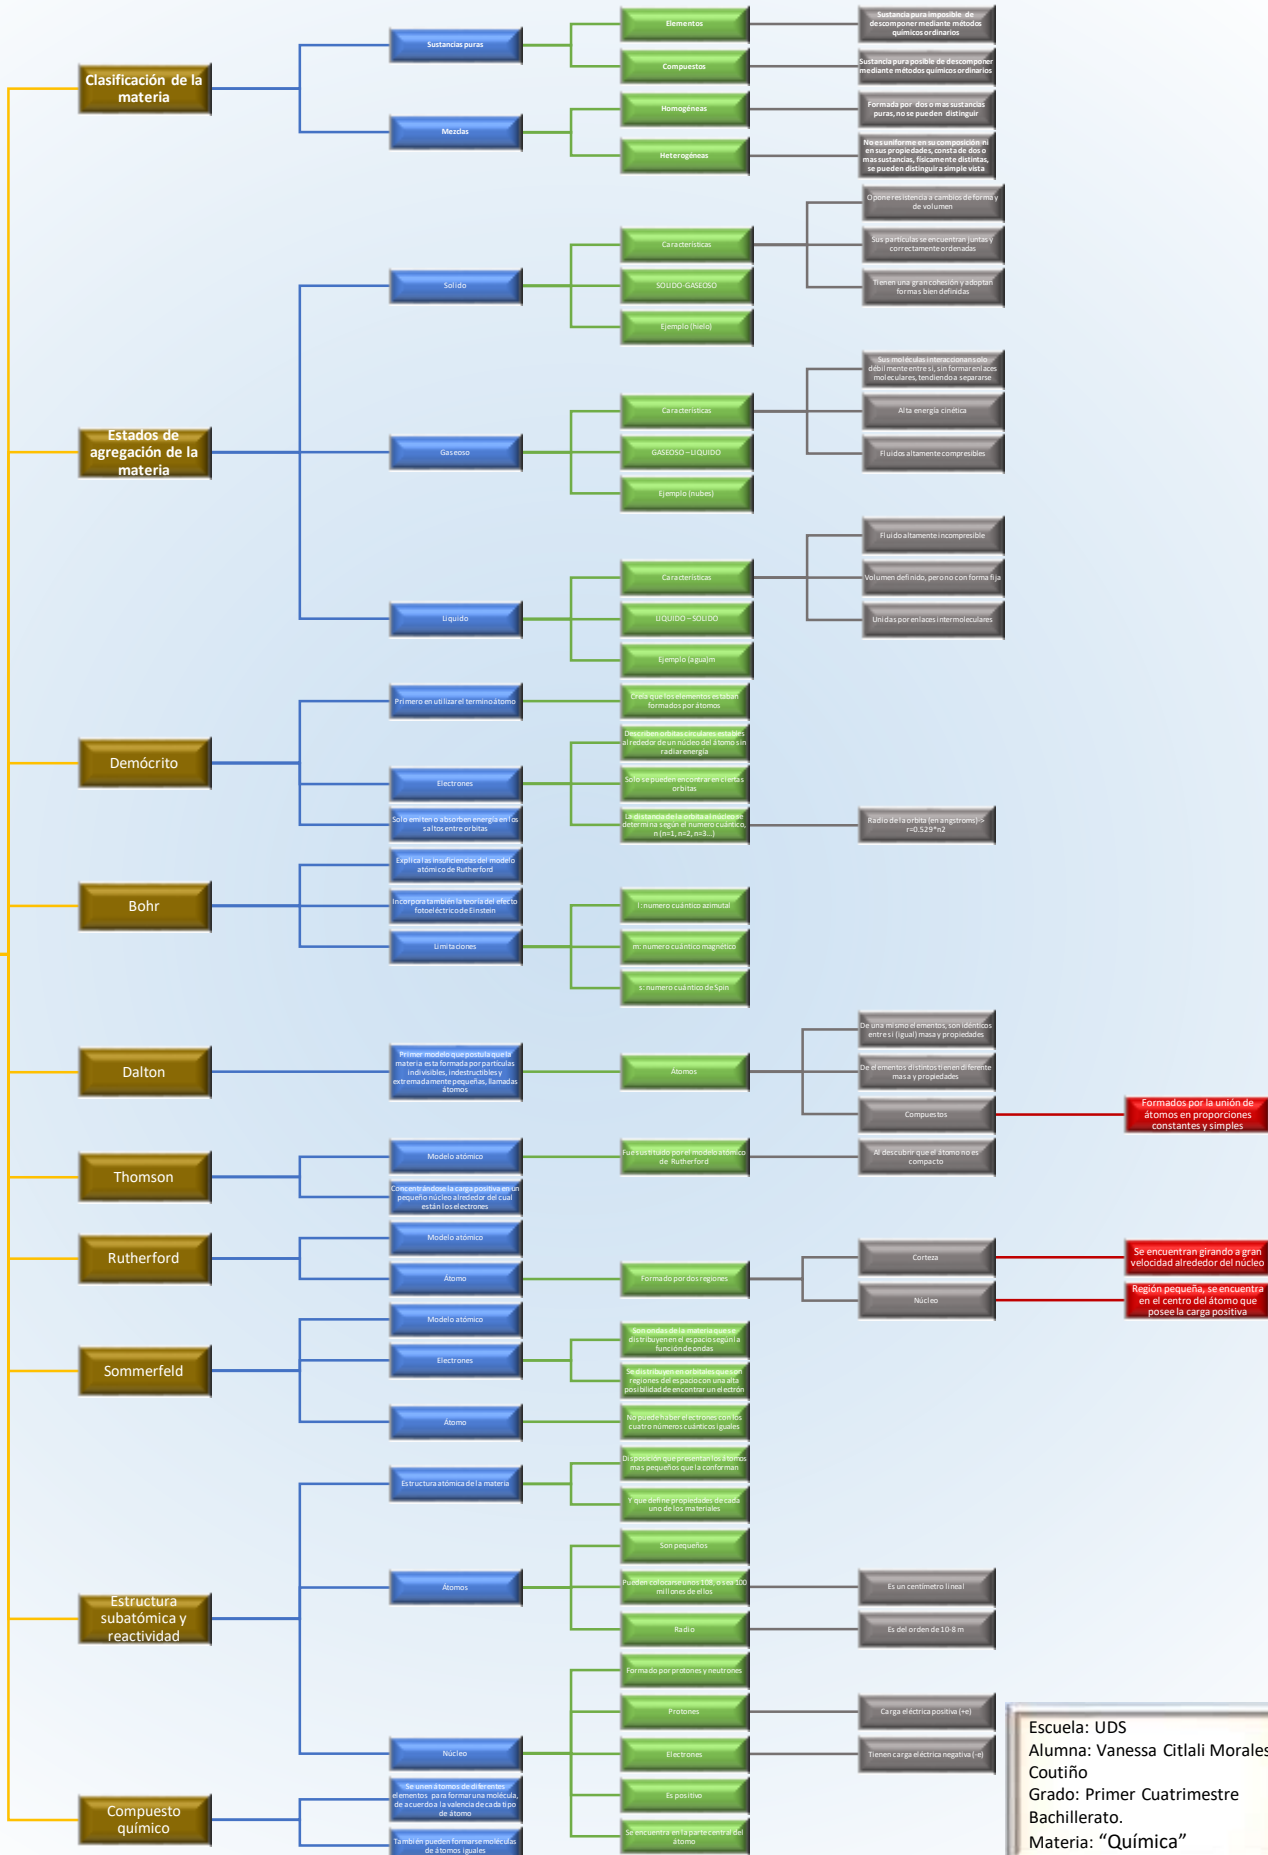 Clasificación de la
materia
Sustancias puras
Elementos
Sustancia pura imposible de
descomponer mediante métodos
químicos ordinarios
Compuestos
Sustancia pura posible de descomponer
mediante métodos químicos ordinarios
Mezclas
Homogéneas
Formada por dos o mas sustancias
puras, no se pueden distinguir
Heterogéneas
No es uniforme en su composición ni
en sus propiedades, consta de dos o
mas sustancias, físicamente distintas,
se pueden distinguir a simple vista
Estados de
agregación de la
materia
Solido
Características
Opone resistencia a cambios de forma y
de volumen
Sus partículas se encuentran juntas y
correctamente ordenadas
Tienen una gran cohesión y adoptan
formas bien definidas
SOLIDO-GASEOSO
Ejemplo (hielo)
Gaseoso
Características
Sus moléculas interaccionan solo
débilmente entre si, sin formar enlaces
moleculares, tendiendo a separarse
Alta energía cinética
Fluidos altamente compresibles
GASEOSO – LIQUIDO
Ejemplo (nubes)
Liquido
Características
Fluido altamente incompresible
Volumen definido, pero no con forma fija
Unidas por enlaces intermoleculares
LIQUIDO – SOLIDO
Ejemplo (agua)m
Demócrito
Primero en utilizar el termino átomo
Creía que los elementos estaban
formados por átomos
Electrones
Describen orbitas circulares estables
alrededor de un núcleo del átomo sin
radiar energía
Solo se pueden encontrar en ciertas
orbitas
La distancia de la orbita al núcleo se
determina según el numero cuántico,
n (n=1, n=2, n=3...)
Radio de la orbita (en angstroms)->
r=0.529*n2
Solo emiten o absorben energía en los
saltos entre orbitas
Bohr
Explica las insuficiencias del modelo
atómico de Rutherford
Incorpora también la teoría del efecto
fotoeléctrico de Einstein
Limitaciones
l: numero cuántico azimutal
m: numero cuántico magnético
s: numero cuántico de Spin
Dalton
Primer modelo que postula que la
materia esta formada por partículas
indivisibles, indestructibles y
extremadamente pequeñas, llamadas
átomos
Átomos
De una mismo elementos, son idénticos
entre si (igual) masa y propiedades
De elementos distintos tienen diferente
masa y propiedades
Compuestos
Formados por la unión de
átomos en proporciones
constantes y simples
Thomson
Modelo atómico
Fue sustituido por el modelo atómico
de Rutherford
Al descubrir que el átomo no es
compacto
Concentrándose la carga positiva en un
pequeño núcleo alrededor del cual
están los electrones
Rutherford
Modelo atómico
Átomo
Formado por dos regiones
Corteza
Se encuentran girando a gran
velocidad alrededor del núcleo
Núcleo
Región pequeña, se encuentra
en el centro del átomo que
posee la carga positiva
Sommerfeld
Modelo atómico
Electrones
Son ondas de la materia que se
distribuyen en el espacio según la
función de ondas
Se distribuyen en orbitales que son
regiones del espacio con una alta
posibilidad de encontrar un electrón
Átomo
No puede haber electrones con los
cuatro números cuánticos iguales
Estructura
subatómica y
reactividad
Estructura atómica de la materia
Disposición que presentan los átomos
mas pequeños que la conforman
Y que define propiedades de cada
uno de los materiales
Átomos
Son pequeños
Pueden colocarse unos 108, o sea 100
millones de ellos
Es un centímetro lineal
Radio
Es del orden de 10-8 m
Núcleo
Formado por protones y neutrones
Protones
Carga eléctrica positiva (+e)
Electrones
Tienen carga eléctrica negativa (-e)
Es positivo
Se encuentra en la parte central del
átomo
Compuesto
químico
Se unen átomos de diferentes
elementos para formar una molécula,
de acuerdo a la valencia de cada tipo
de átomo
También pueden formarse moléculas
de átomos iguales
Escuela: UDS
Alumna: Vanessa Citlali Morales
Coutiño
Grado: Primer Cuatrimestre
Bachillerato.
Materia: “Química”